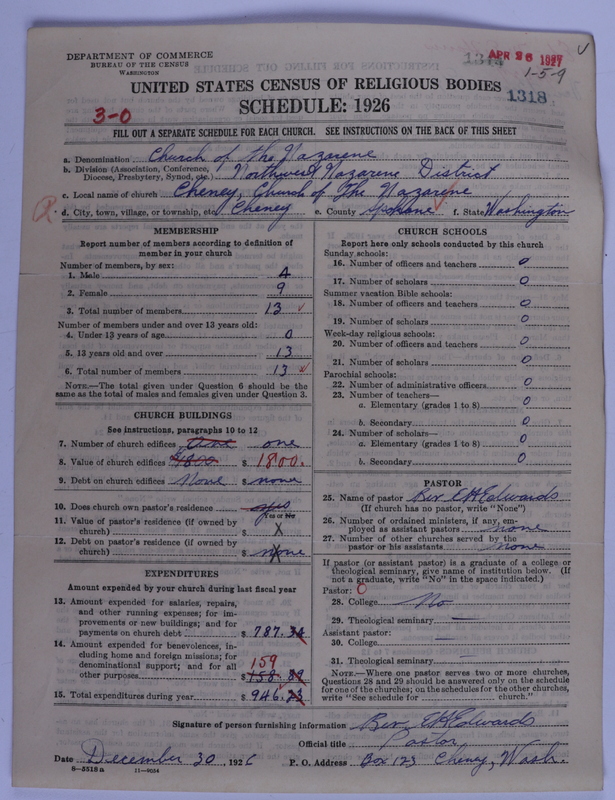 DEPARTMENT OF COMMERCE
BUREAU OF THE CENSUS
WASHINGTON
1344 APR 26 1927
1-5-9
UNITED STATES CENSUS OF RELIGIOUS BODIES
SCHEDULE: 1926
1318
3-0
FILL OUT A SEPARATE SCHEDULE FOR EACH CHURCH. SEE INSTRUCTIONS ON THE BACK OF THIS SHEET
a. Denomination Church of the Nazarene
b. Division (Association, Conference, Diocese, Presbytery, Synod, etc.) Northwest Nazarene District
c. Local name of church Cheney, Church of The Nazarene
d. City, town, village, or township, etc. Cheney e. County Spokane f. State Washington
MEMBERSHIP
Report number of members according to definition of
member in your church
Number of members, by sex:
1. Male 4
2. Female 9
3. Total number of members 13
Number of members under and over 13 years old:
4. Under 13 years of age 0
5. 13 years old and over 13
6. Total number of members 13
NOTE.—The total given under Question 6 should be the
same as the total of males and females given under Question 3.
CHURCH BUILDINGS
See instructions, paragraphs 10 to 12
7. Number of church edifices one
8. Value of church edifices 1800 $ 1800.
9. Debt on church edifices None $ none
10. Does church own pastor's residence yes
Yes or No
11. Value of pastor's residence (if owned by
church) $ X
12. Debt on pastor's residence (if owned by
church) $ none
EXPENDITURES
Amount expended by your church during last fiscal year
13. Amount expended for salaries, repairs,
and other running expenses; for im-
provements or new buildings; and for
payments on church debt $ 787.34
14. Amount expended for benevolences, in-
cluding home and foreign missions; for
denominational support; and for all
159
other purposes $ 158.89
15. Total expenditures during year $ 946.23
CHURCH SCHOOLS
Report here only schools conducted by this church
Sunday schools:
16. Number of officers and teachers 0
17. Number of scholars 0
Summer vacation Bible schools:
18. Number of officers and teachers 0
19. Number of scholars 0
Week-day religious schools:
20. Number of officers and teachers 0
21. Number of scholars 0
Parochial schools:
22. Number of administrative officers 0
23. Number of teachers—
a. Elementary (grades 1 to 8) 0
b. Secondary 0
24. Number of scholars—
a. Elementary (grades 1 to 8) 0
b. Secondary 0
PASTOR
25. Name of pastor Rev. E H Edwards
(If church has no pastor, write "None")
26. Number of ordained ministers, if any, em-
ployed as assistant pastors none
27. Number of other churches served by the
pastor or his assistants None
If pastor (or assistant pastor) is a graduate of a college or
theological seminary, give name of institution below. (If
not a graduate, write "No" in the space indicated.)
Pastor: 0
28. College No
29. Theological seminary —
Assistant pastor:
30. College —
31. Theological seminary —
NOTE.—Where one pastor serves two or more churches,
Questions 28 and 29 should be answered only on the schedule
for one of the churches; on the schedules for the other churches,
write "See schedule for ........ church."
Signature of person furnishing information Rev. E H Edwards
Official title Pastor
Date December 30, 1926 P. O. Address Box 123 Cheney, Wash.
8-5518a 11-9054